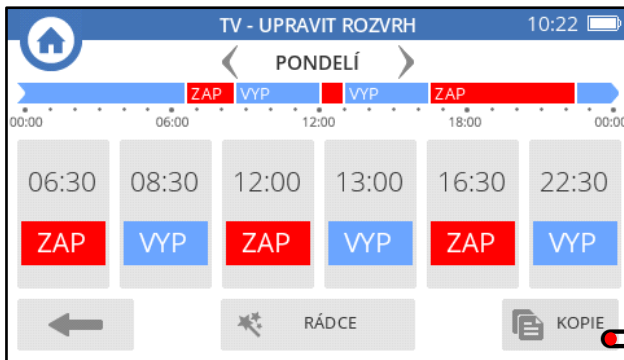 TV - UPRAVIT ROZVRH 10:22
PONDELÍ
ZAP VYP VYP ZAP
00:00 06:00 12:00 18:00 00:00
06:30 08:30 12:00 13:00 16:30 22:30
ZAP VYP ZAP VYP ZAP VYP
RÁDCE KOPIE